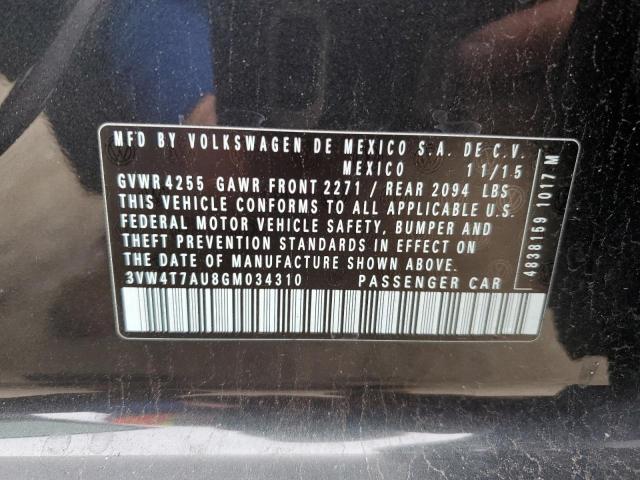 MFD BY VOLKSWAGEN DE MEXICO S.A. DE C.V.
MEXICO 11/15
GVWR 4255 GAWR FRONT 2271 / REAR 2094 LBS
THIS VEHICLE CONFORMS TO ALL APPLICABLE U.S.
FEDERAL MOTOR VEHICLE SAFETY, BUMPER AND
THEFT PREVENTION STANDARDS IN EFFECT ON
THE DATE OF MANUFACTURE SHOWN ABOVE.
3VW4T7AU8GM034310 PASSENGER CAR
4838159 1017 M